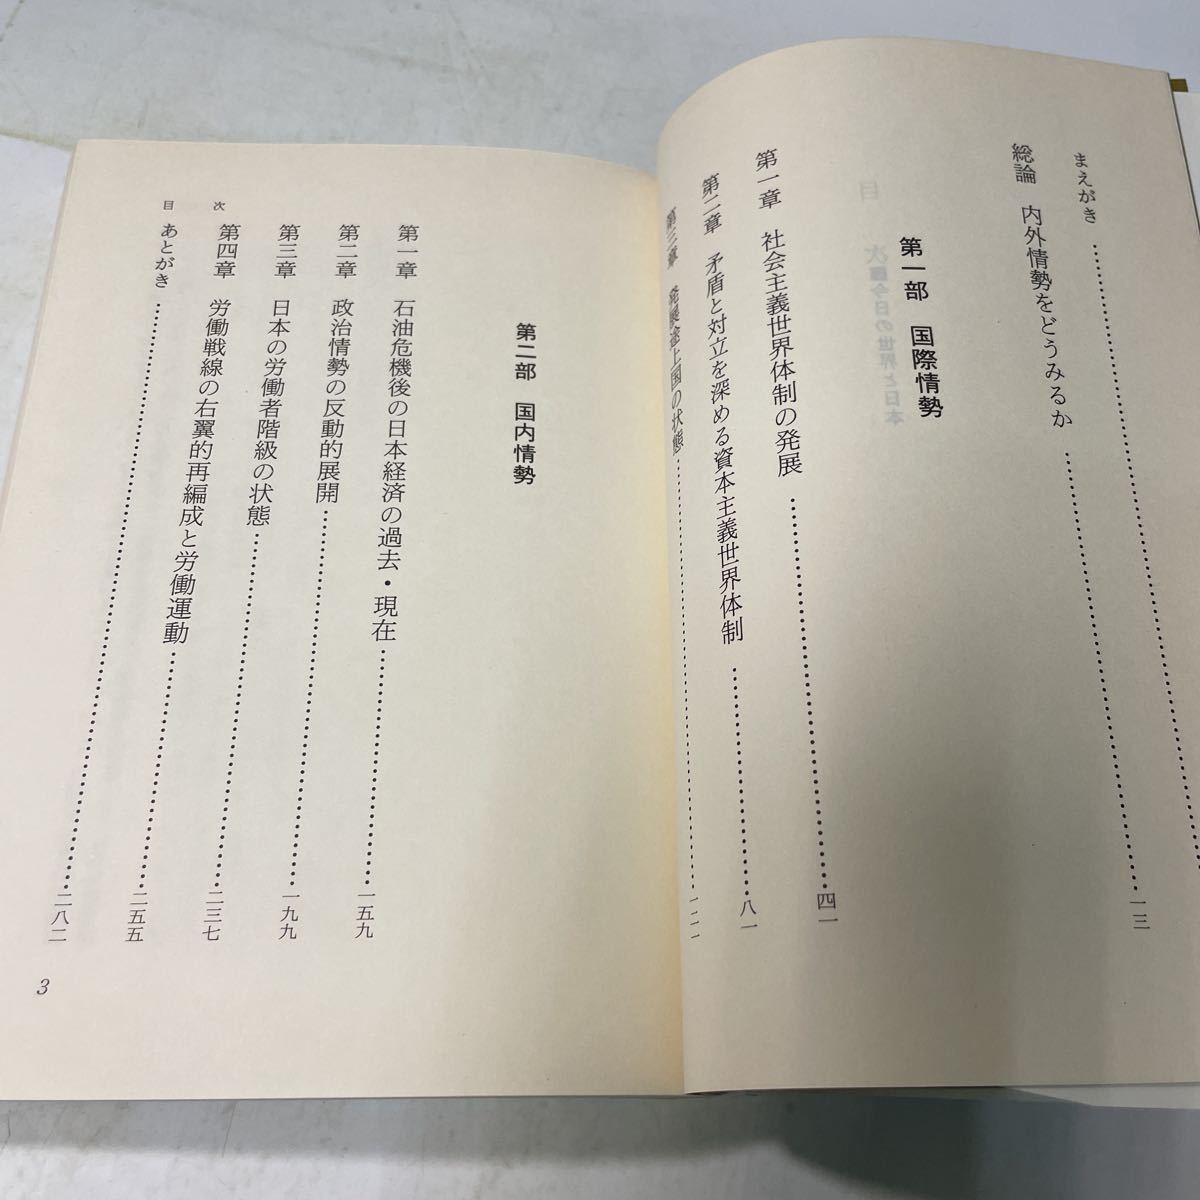 まえがき
総論 内外情勢をどうみるか 一三
第一部 国際情勢
第一章 社会主義世界体制の発展 四一
第二章 矛盾と対立を深める資本主義世界体制 八一
第三章 発展途上国の状態 一二一
第二部 国内情勢
第一章 石油危機後の日本経済の過去・現在 一五九
第二章 政治情勢の反動的展開 一九九
第三章 日本の労働者階級の状態 二三七
第四章 労働戦線の右翼的再編成と労働運動 二五五
あとがき 二八二
目次
3